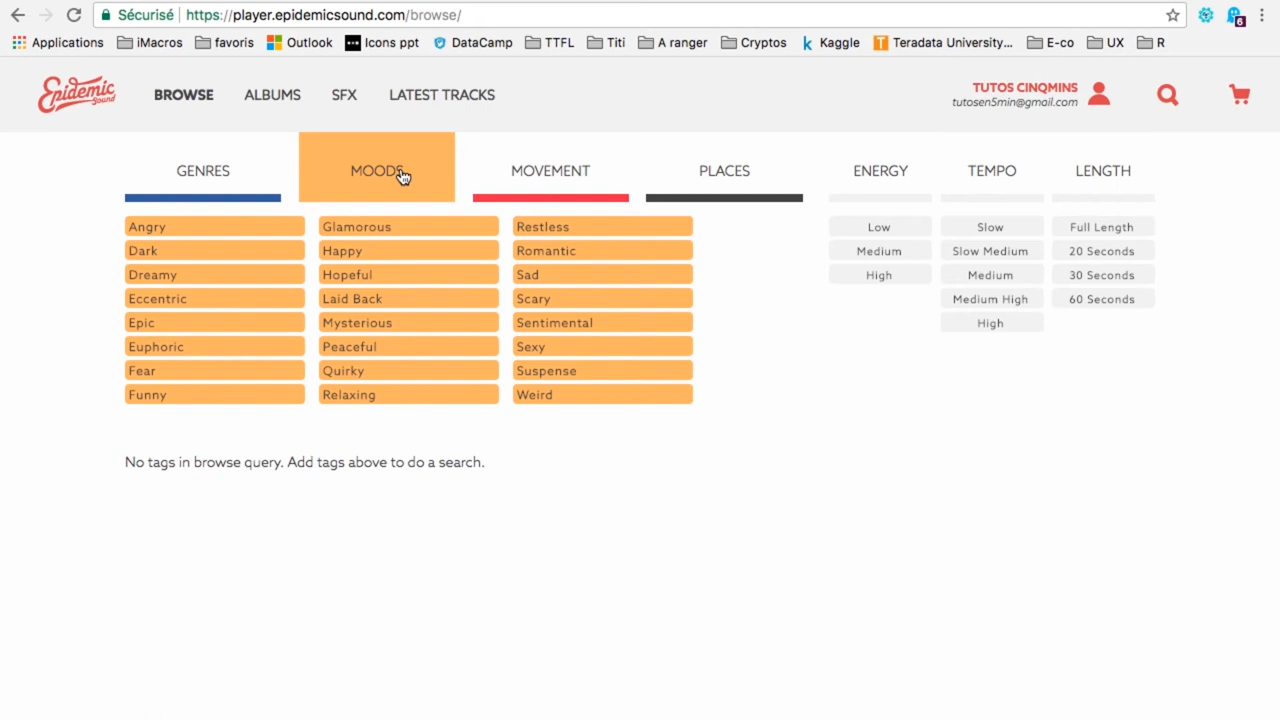 Sécurisé https://player.epidemicsound.com/browse/
6
Applications iMacros favoris Outlook Icons ppt DataCamp TTFL Titi A ranger Cryptos Kaggle Teradata University... E-co UX R
Epidemic Sound
BROWSE ALBUMS SFX LATEST TRACKS
TUTOS CINQMINS
tutosen5min@gmail.com
GENRES MOODS MOVEMENT PLACES ENERGY TEMPO LENGTH
Angry Glamorous Restless Low Slow Full Length
Dark Happy Romantic Medium Slow Medium 20 Seconds
Dreamy Hopeful Sad High Medium 30 Seconds
Eccentric Laid Back Scary Medium High 60 Seconds
Epic Mysterious Sentimental High
Euphoric Peaceful Sexy
Fear Quirky Suspense
Funny Relaxing Weird
No tags in browse query. Add tags above to do a search.